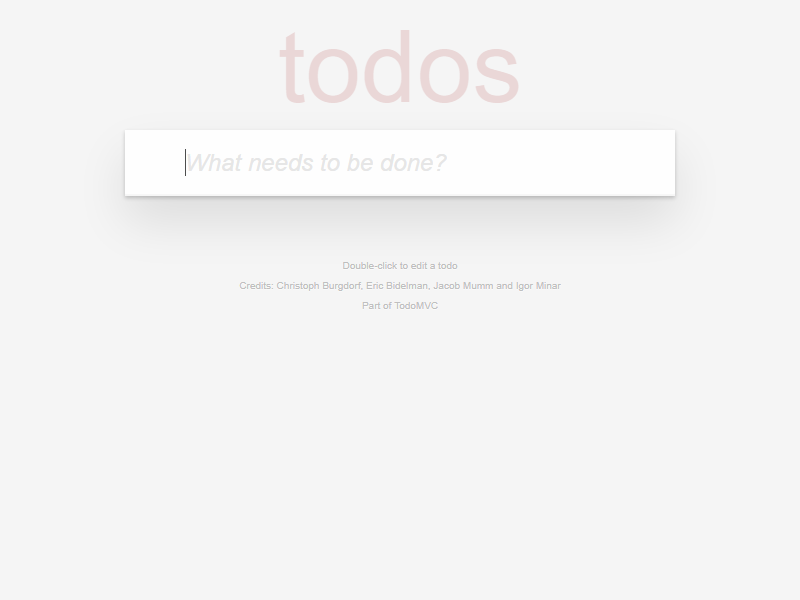 todos
What needs to be done?
Double-click to edit a todo
Credits: Christoph Burgdorf, Eric Bidelman, Jacob Mumm and Igor Minar
Part of TodoMVC